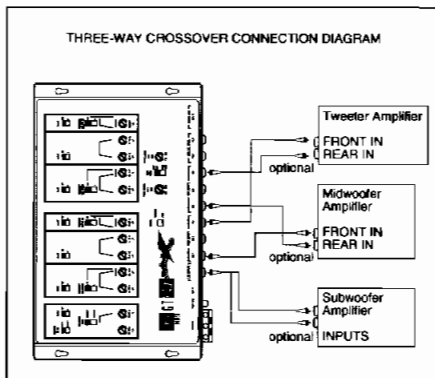 THREE-WAY CROSSOVER CONNECTION DIAGRAM
Tweeter Amplifier
FRONT IN
REAR IN
optional
Midwoofer
Amplifier
FRONT IN
REAR IN
optional
Subwoofer
Amplifier
optional
INPUTS